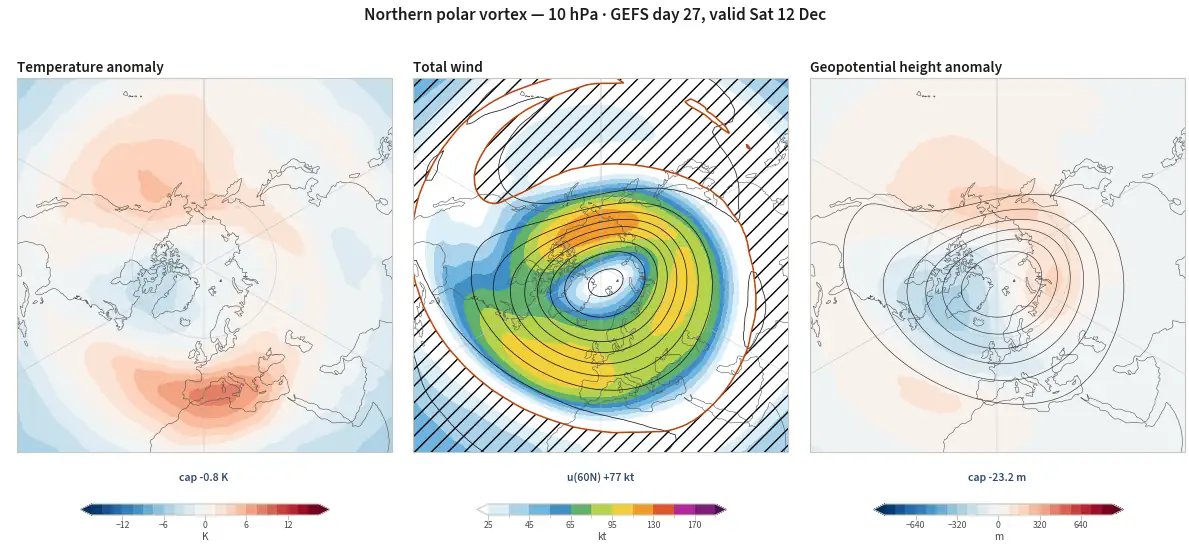 Northern polar vortex — 10 hPa · GEFS day 27, valid Sat 12 Dec
Temperature anomaly
Total wind
Geopotential height anomaly
cap -0.8 K
u(60N) +77 kt
cap -23.2 m
−12 −6 0 6 12
K
25 45 65 95 130 170
kt
−640 −320 0 320 640
m